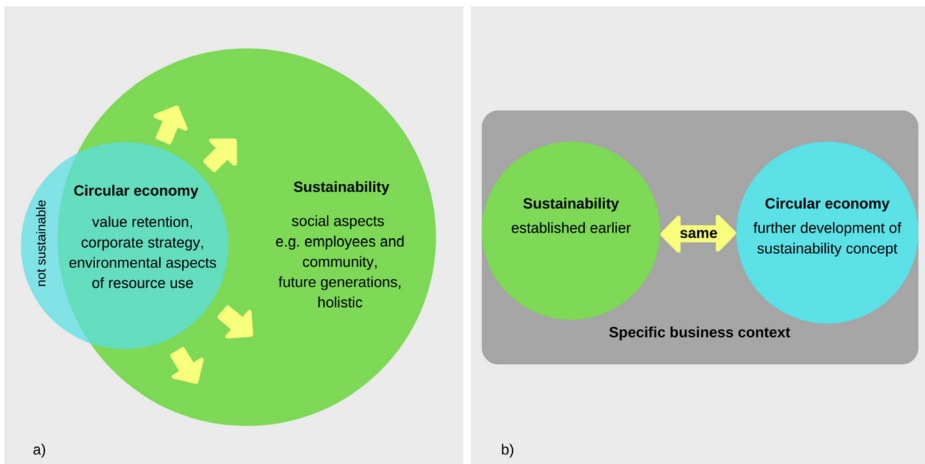 Circular economy
value retention,
corporate strategy,
environmental aspects
of resource use
not sustainable
Sustainability
social aspects
e.g. employees and
community,
future generations,
holistic
a)
Sustainability
established earlier
same
Circular economy
further development of
sustainability concept
Specific business context
b)